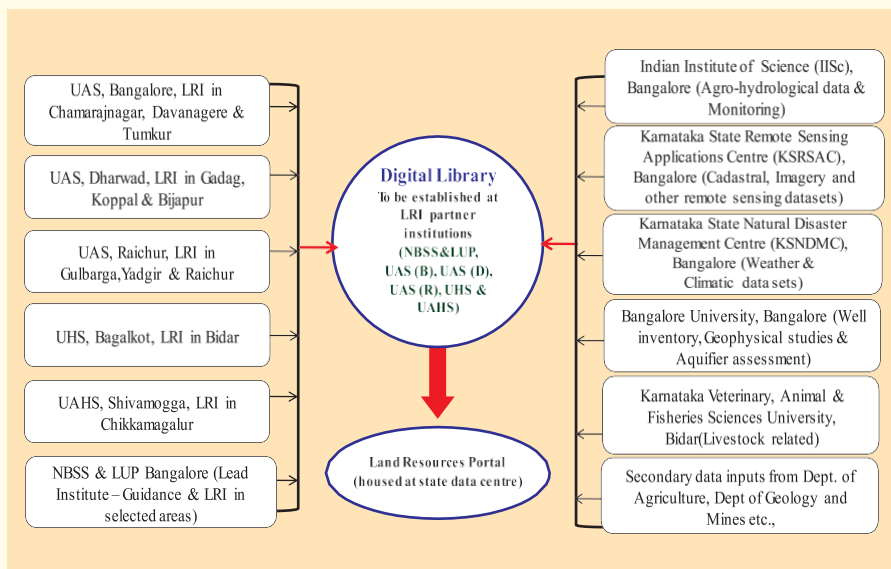 UAS, Bangalore, LRI in
Chamarajnagar, Davanagere &
Tumkur
UAS, Dharwad, LRI in Gadag,
Koppal & Bijapur
UAS, Raichur, LRI in
Gulbarga,Yadgir & Raichur
UHS, Bagalkot, LRI in Bidar
UAHS, Shivamogga, LRI in
Chikkamagalur
NBSS & LUP Bangalore (Lead
Institute – Guidance & LRI in
selected areas)
Digital Library
To be established at
LRI partner
institutions
(NBSS&LUP,
UAS (B), UAS (D),
UAS (R), UHS &
UAHS)
Land Resources Portal
(housed at state data centre)
Indian Institute of Science (IISc),
Bangalore (Agro-hydrological data &
Monitoring)
Karnataka State Remote Sensing
Applications Centre (KSRSAC),
Bangalore (Cadastral, Imagery and
other remote sensing datasets)
Karnataka State Natural Disaster
Management Centre (KSNDMC),
Bangalore (Weather &
Climatic data sets)
Bangalore University, Bangalore (Well
inventory, Geophysical studies &
Aquifier assessment)
Karnataka Veterinary, Animal &
Fisheries Sciences University,
Bidar(Livestock related)
Secondary data inputs from Dept. of
Agriculture, Dept of Geology and
Mines etc.,